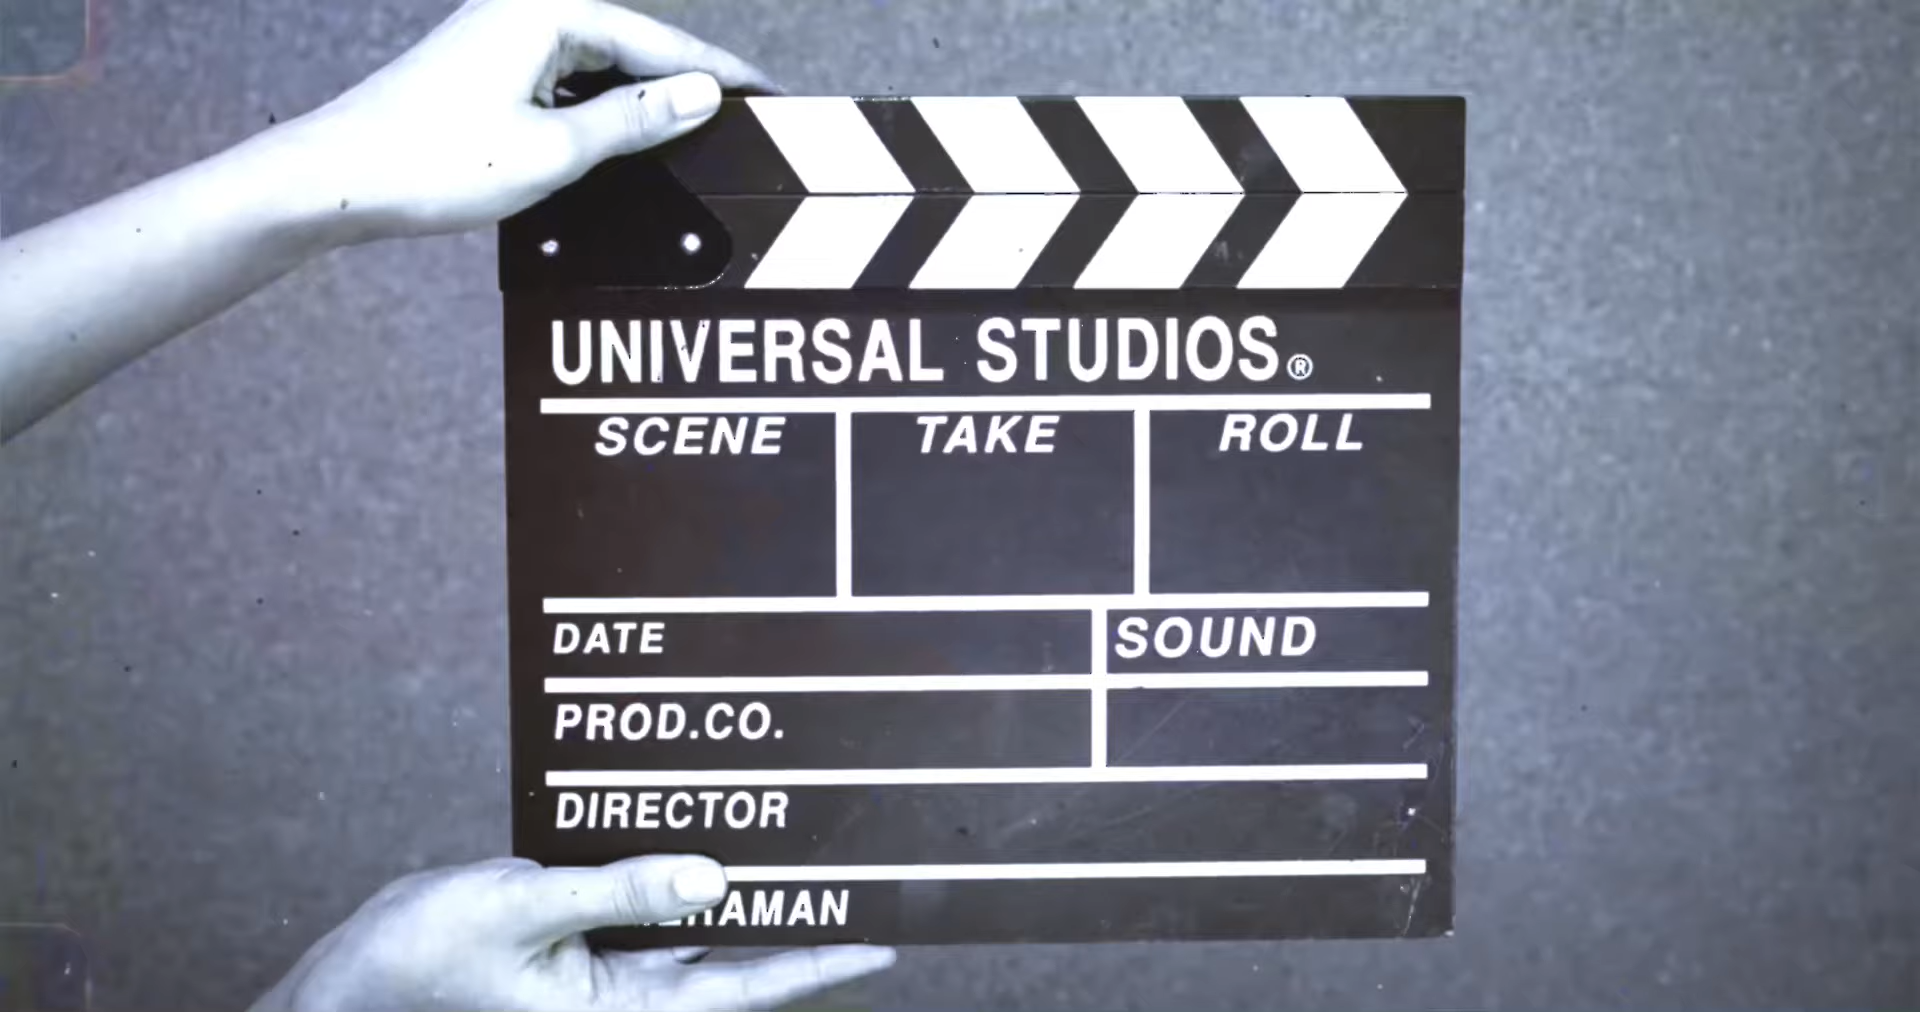 UNIVERSAL STUDIOS®
SCENE TAKE ROLL
DATE SOUND
PROD.CO.
DIRECTOR